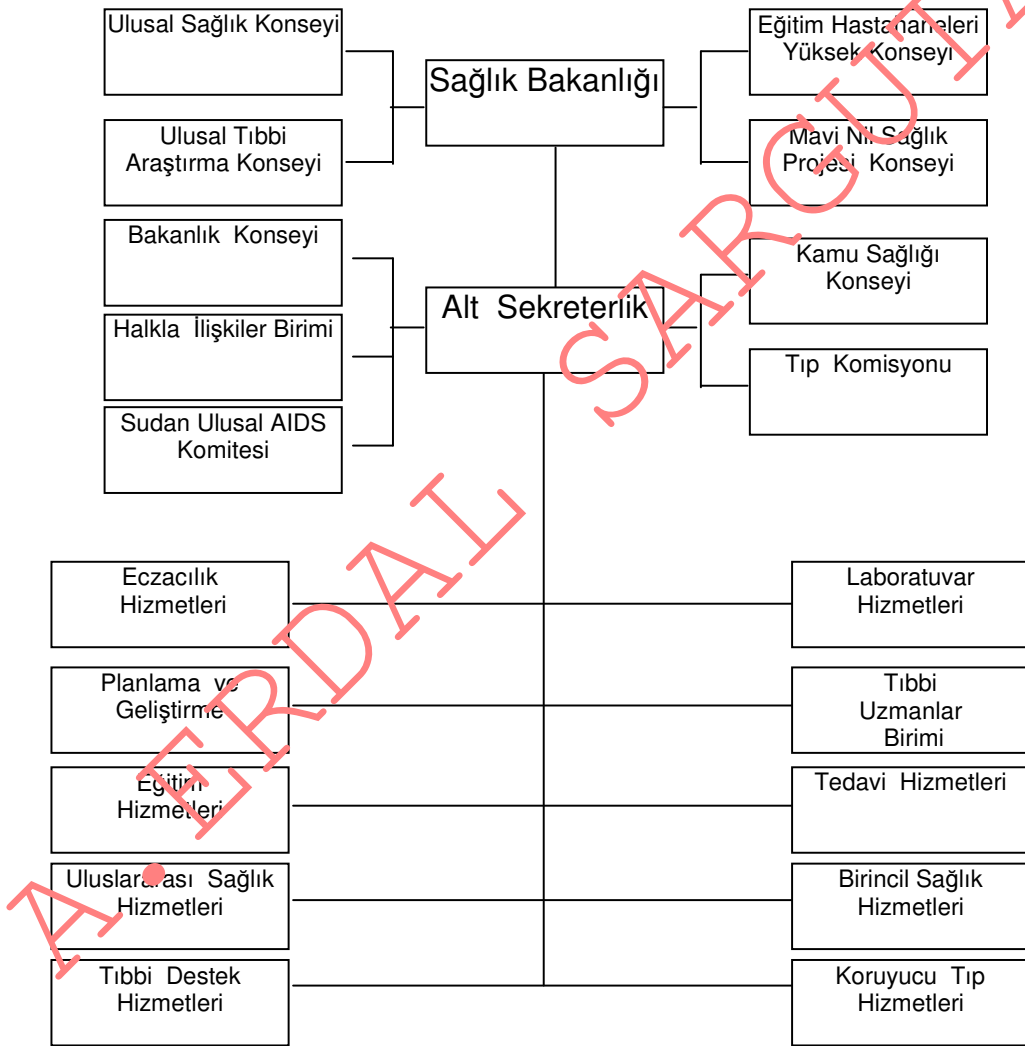 Ulusal Sağlık Konseyi
Ulusal Tıbbi
Araştırma Konseyi
Sağlık Bakanlığı
Eğitim Hastahaneleri
Yüksek Konseyi
Mavi Nil Sağlık
Projesi Konseyi
Bakanlık Konseyi
Halkla İlişkiler Birimi
Sudan Ulusal AIDS
Komitesi
Alt Sekreterlik
Kamu Sağlığı
Konseyi
Tıp Komisyonu
Eczacılık
Hizmetleri
Laboratuvar
Hizmetleri
Planlama ve
Geliştirme
Tıbbi
Uzmanlar
Birimi
Eğitim
Hizmetleri
Tedavi Hizmetleri
Uluslararası Sağlık
Hizmetleri
Birincil Sağlık
Hizmetleri
Tıbbi Destek
Hizmetleri
Koruyucu Tıp
Hizmetleri
A. ERDAL SARGUT